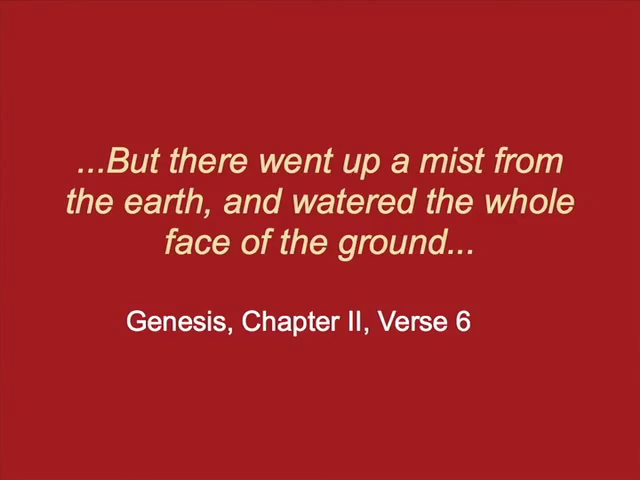 ...But there went up a mist from
the earth, and watered the whole
face of the ground...
Genesis, Chapter II, Verse 6